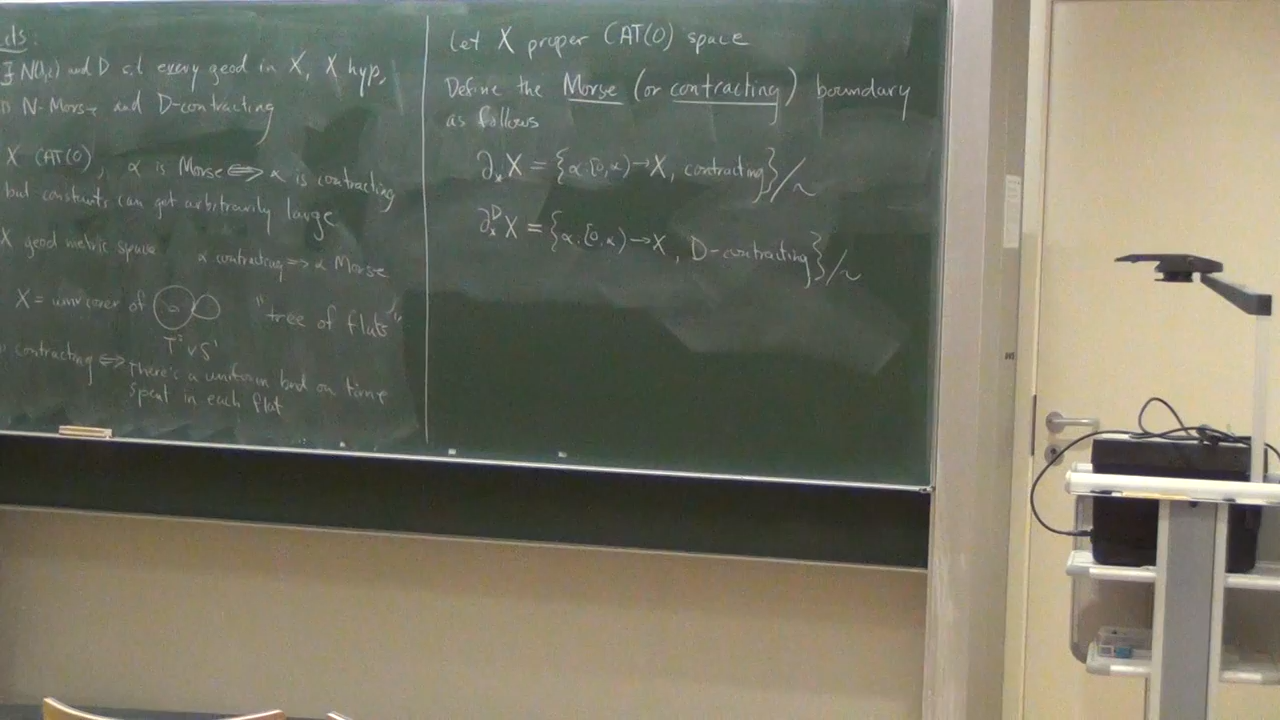 ∃ N(λ,ε) and D s.t every geod in X, X hyp,
is N-Morse and D-contracting
X CAT(0), α is Morse ⟺ α is contracting
but constants can get arbitrarily large
X geod metric space α contracting ⟹ α Morse
X = univ cover of "tree of flats"
T² ∨ S¹
contracting ⟺ There's a uniform bnd on time
spent in each flat
Let X proper CAT(0) space
Define the Morse (or contracting) boundary
as follows
∂_* X = {α:[0,∞)→X, contracting}/~
∂_*^D X = {α:[0,∞)→X, D-contracting}/~